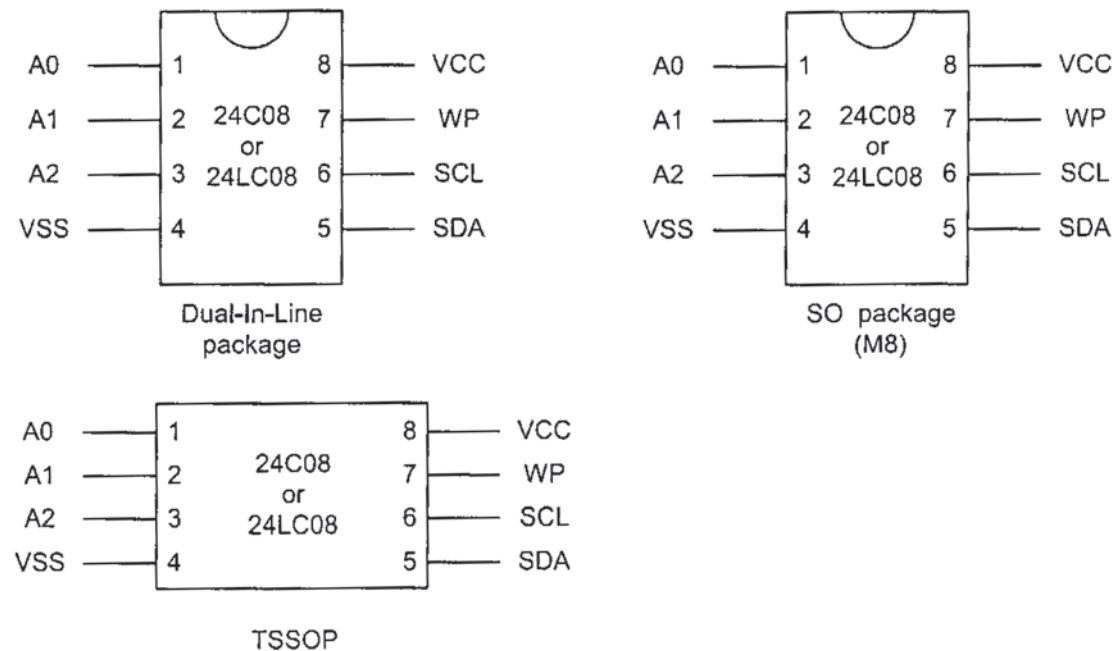 A0 1 8 VCC
A1 2 24C08 7 WP
or
A2 3 24LC08 6 SCL
VSS 4 5 SDA
Dual-In-Line
package
A0 1 8 VCC
A1 2 24C08 7 WP
or
A2 3 24LC08 6 SCL
VSS 4 5 SDA
SO package
(M8)
A0 1 8 VCC
A1 2 24C08 7 WP
or
A2 3 24LC08 6 SCL
VSS 4 5 SDA
TSSOP